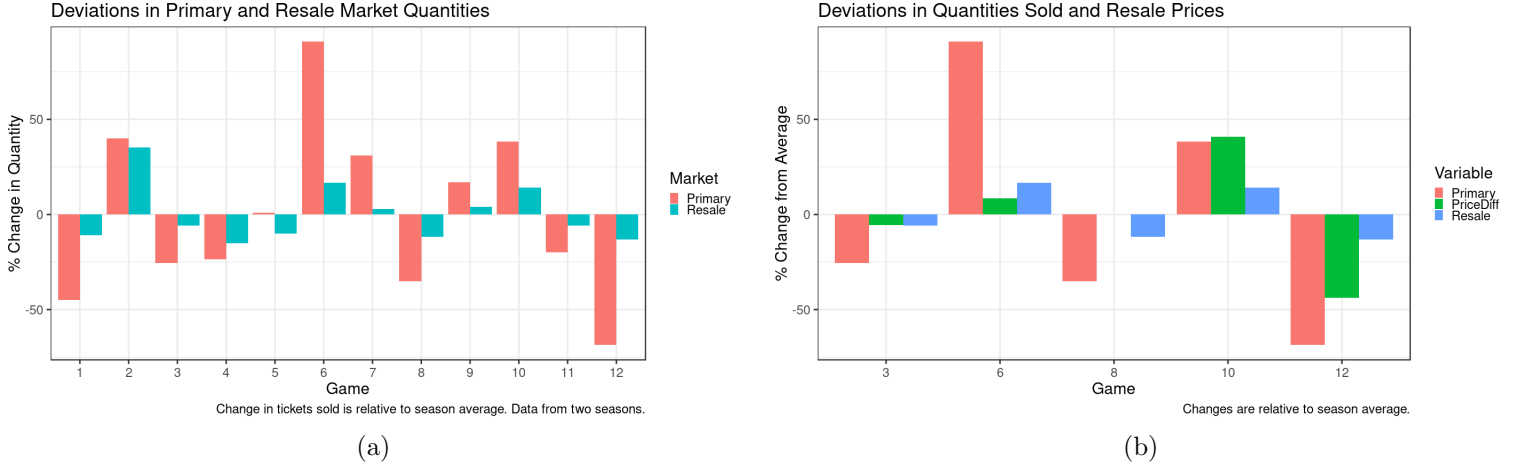 Deviations in Primary and Resale Market Quantities
% Change in Quantity
50
0
-50
1 2 3 4 5 6 7 8 9 10 11 12
Game
Change in tickets sold is relative to season average. Data from two seasons.
Market
Primary
Resale
(a)
Deviations in Quantities Sold and Resale Prices
% Change from Average
50
0
-50
3 6 8 10 12
Game
Changes are relative to season average.
Variable
Primary
PriceDiff
Resale
(b)